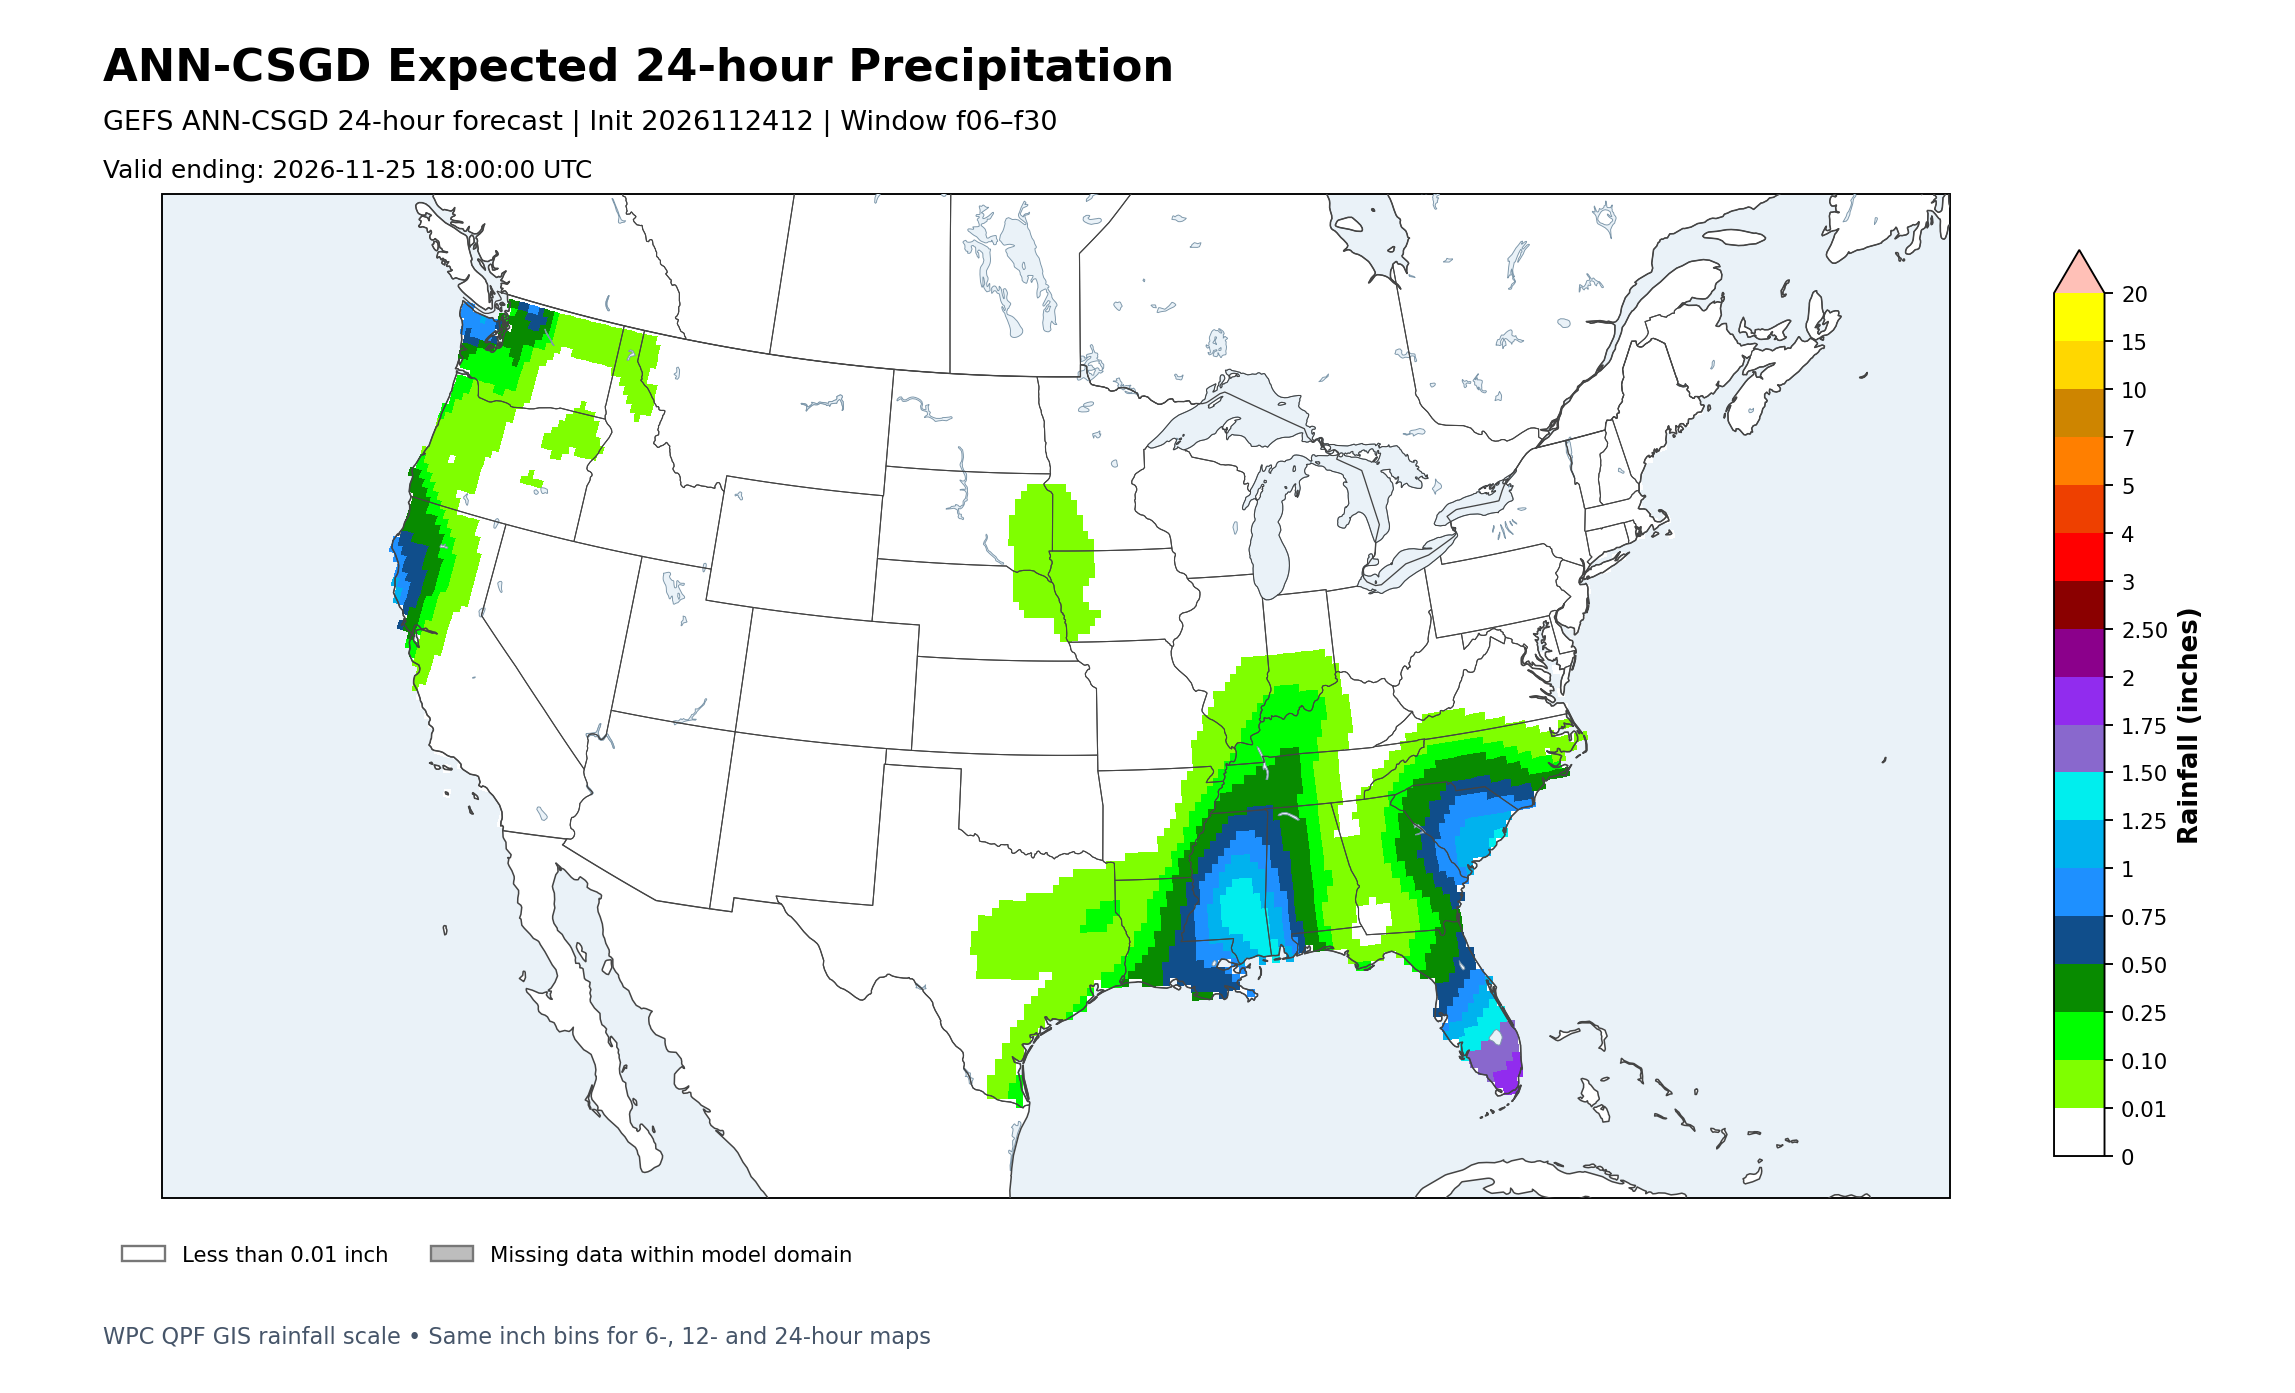 ANN-CSGD Expected 24-hour Precipitation
GEFS ANN-CSGD 24-hour forecast | Init 2026112412 | Window f06–f30
Valid ending: 2026-11-25 18:00:00 UTC
20
15
10
7
5
4
3
2.50
2
1.75
1.50
1.25
1
0.75
0.50
0.25
0.10
0.01
0
Rainfall (inches)
Less than 0.01 inch
Missing data within model domain
WPC QPF GIS rainfall scale • Same inch bins for 6-, 12- and 24-hour maps